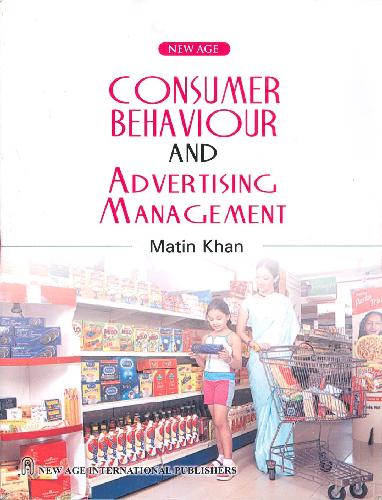 NEW AGE
CONSUMER
BEHAVIOUR
AND
ADVERTISING
MANAGEMENT
Matin Khan
NEW AGE INTERNATIONAL PUBLISHERS